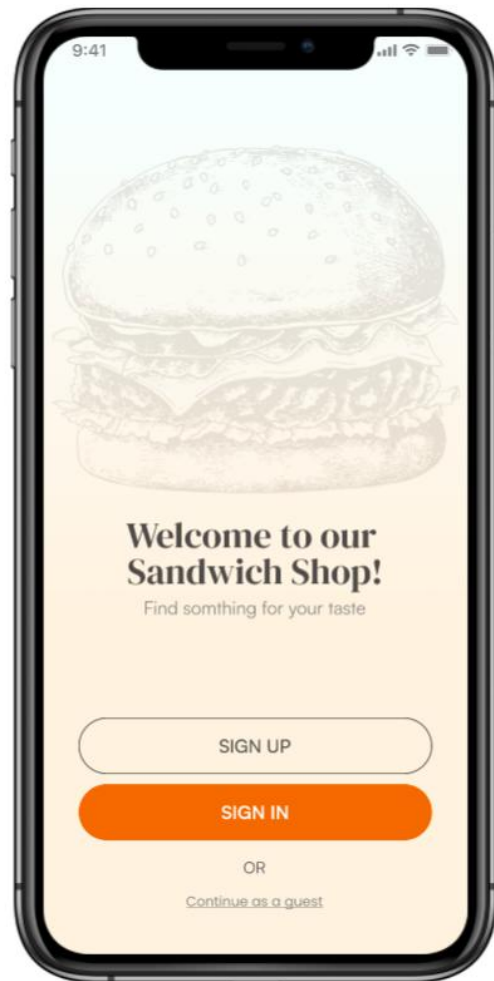 9:41
Welcome to our
Sandwich Shop!
Find somthing for your taste
SIGN UP
SIGN IN
OR
Continue as a guest